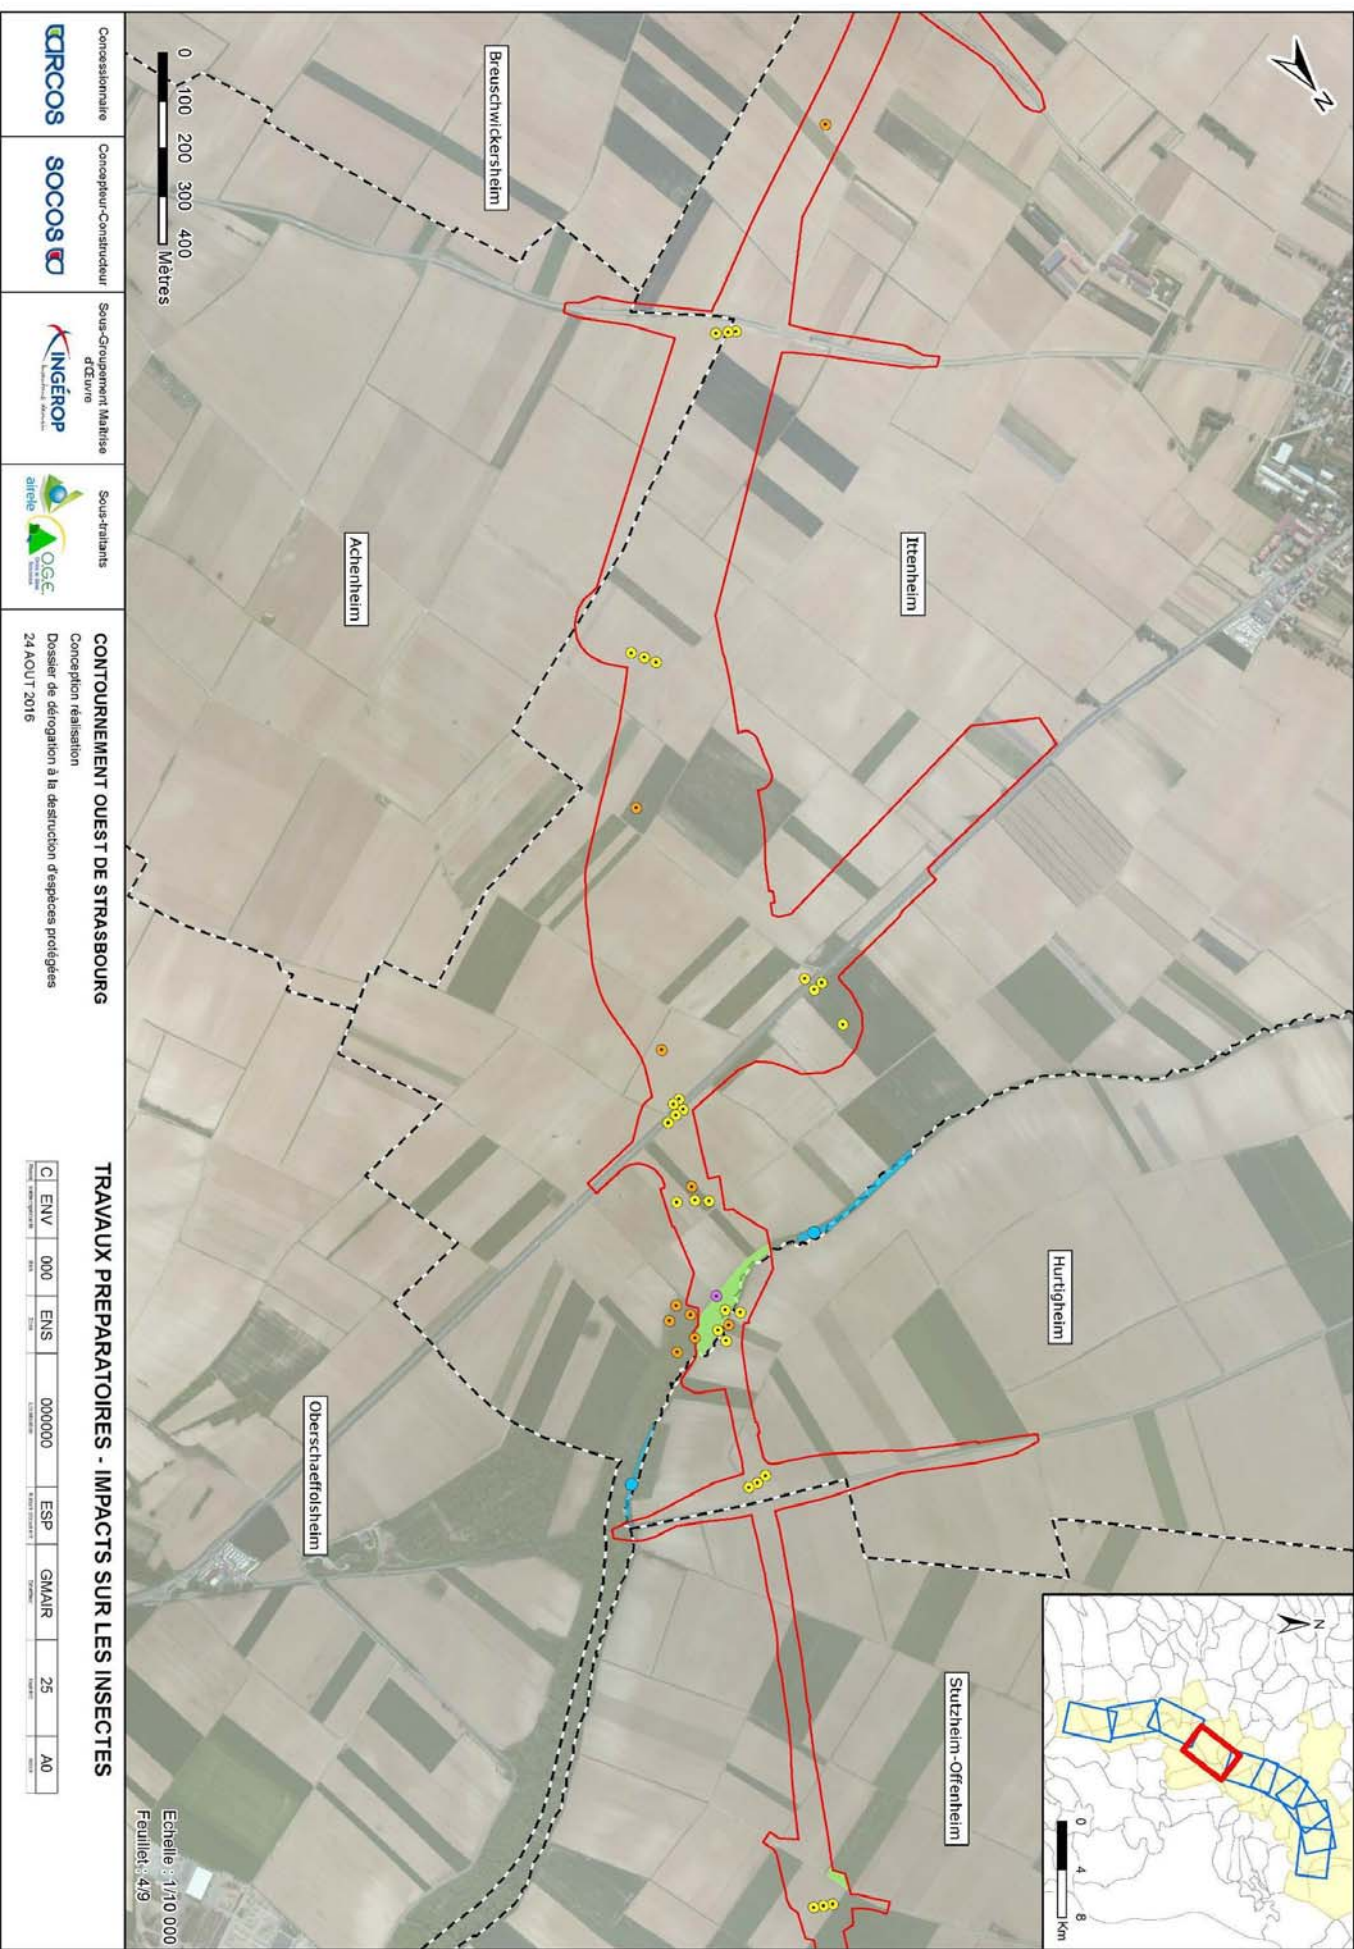 N
Breuschwickersheim
Ittenheim
Achenheim
Hurtigheim
Oberschaeffolsheim
Stutzheim-Offenheim
0 100 200 300 400
Mètres
N
0 4 8
Km
Echelle : 1/10 000
Feuillet : 4/9
Concessionnaire
ARCOS
Concepteur-Constructeur
SOCOS
Sous-Groupement Maîtrise
d'Œuvre
INGÉROP
Sous-traitants
airele
O.G.E.
CONTOURNEMENT OUEST DE STRASBOURG
Conception réalisation
Dossier de dérogation à la destruction d'espèces protégées
24 AOUT 2016
TRAVAUX PREPARATOIRES - IMPACTS SUR LES INSECTES
C ENV 000 ENS 000000 ESP GMAIR 25 A0